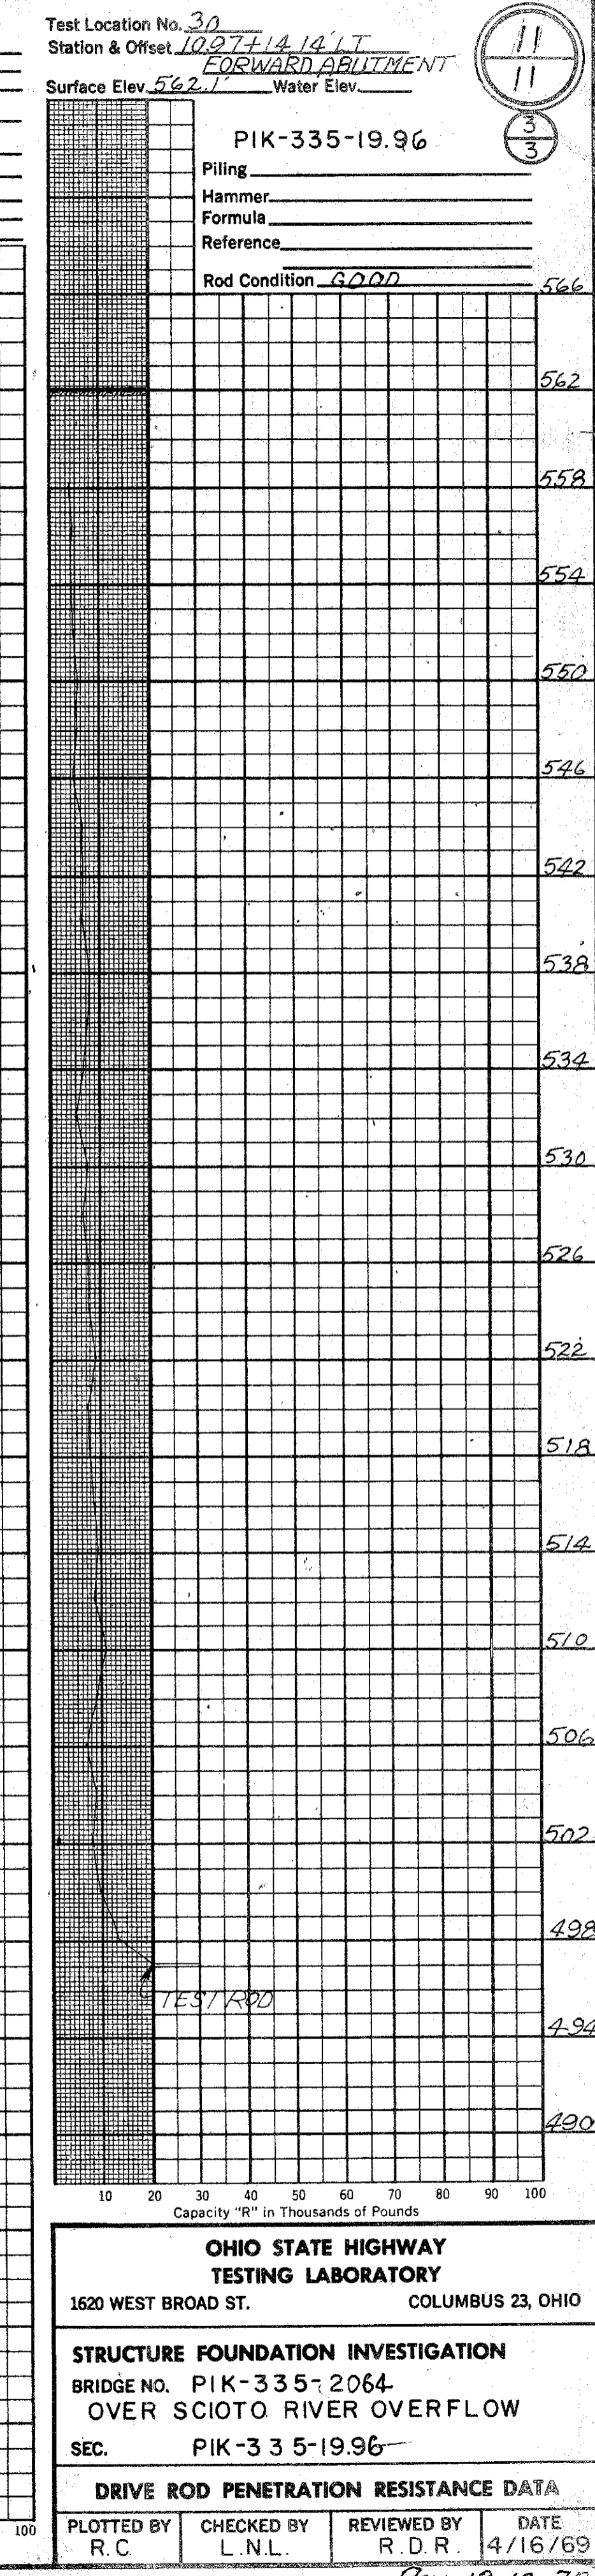 Test Location No. 30
Station & Offset 1097+14 14' LT
FORWARD ABUTMENT
Surface Elev. 562.1' Water Elev.
11
11
3
3
PIK-335-19.96
Piling
Hammer
Formula
Reference
Rod Condition GOOD
566
562
558
554
550
546
542
538
534
530
526
522
518
514
510
506
502
498
TEST ROD
494
490
10 20 30 40 50 60 70 80 90 100
Capacity "R" in Thousands of Pounds
OHIO STATE HIGHWAY
TESTING LABORATORY
1620 WEST BROAD ST. COLUMBUS 23, OHIO
STRUCTURE FOUNDATION INVESTIGATION
BRIDGE NO. PIK-335-2064
OVER SCIOTO RIVER OVERFLOW
SEC. PIK-335-19.96
DRIVE ROD PENETRATION RESISTANCE DATA
100
PLOTTED BY CHECKED BY REVIEWED BY DATE
R.C. L.N.L. R.D.R. 4/16/69